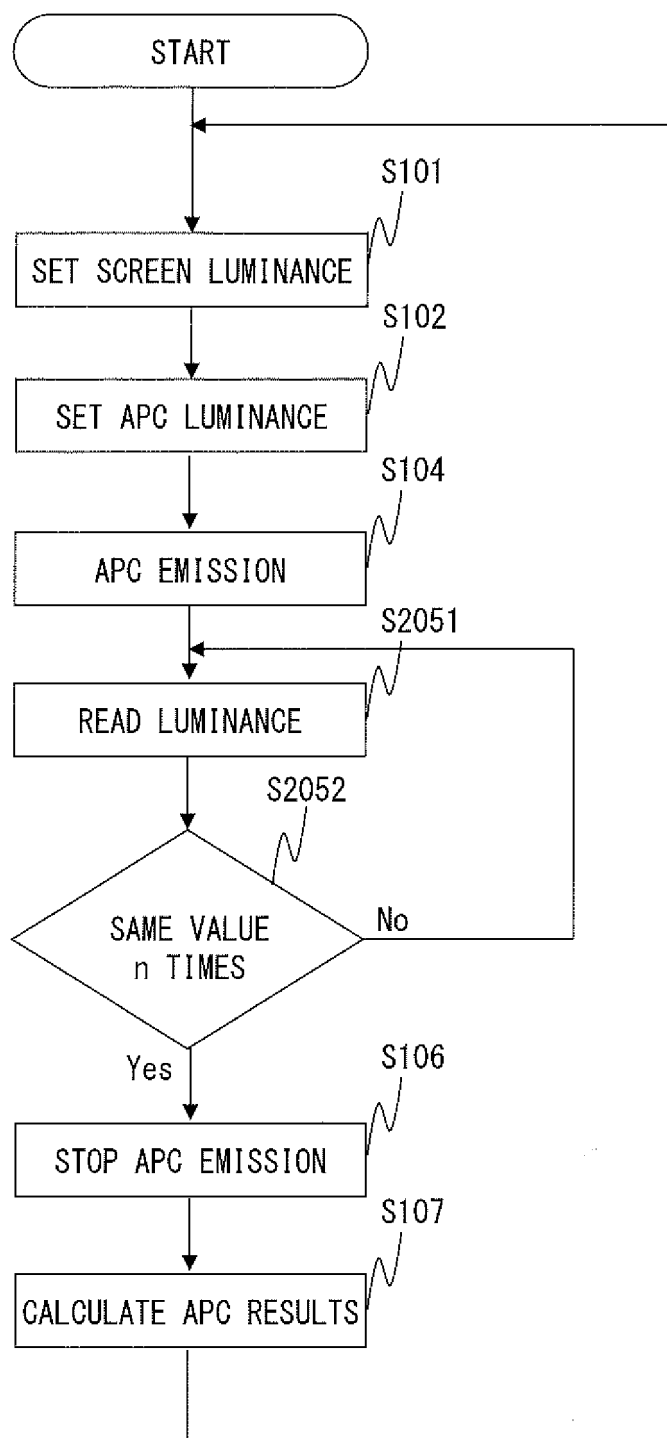 START
S101
SET SCREEN LUMINANCE
S102
SET APC LUMINANCE
S104
APC EMISSION
S2051
READ LUMINANCE
S2052
SAME VALUE
n TIMES
No
Yes
S106
STOP APC EMISSION
S107
CALCULATE APC RESULTS